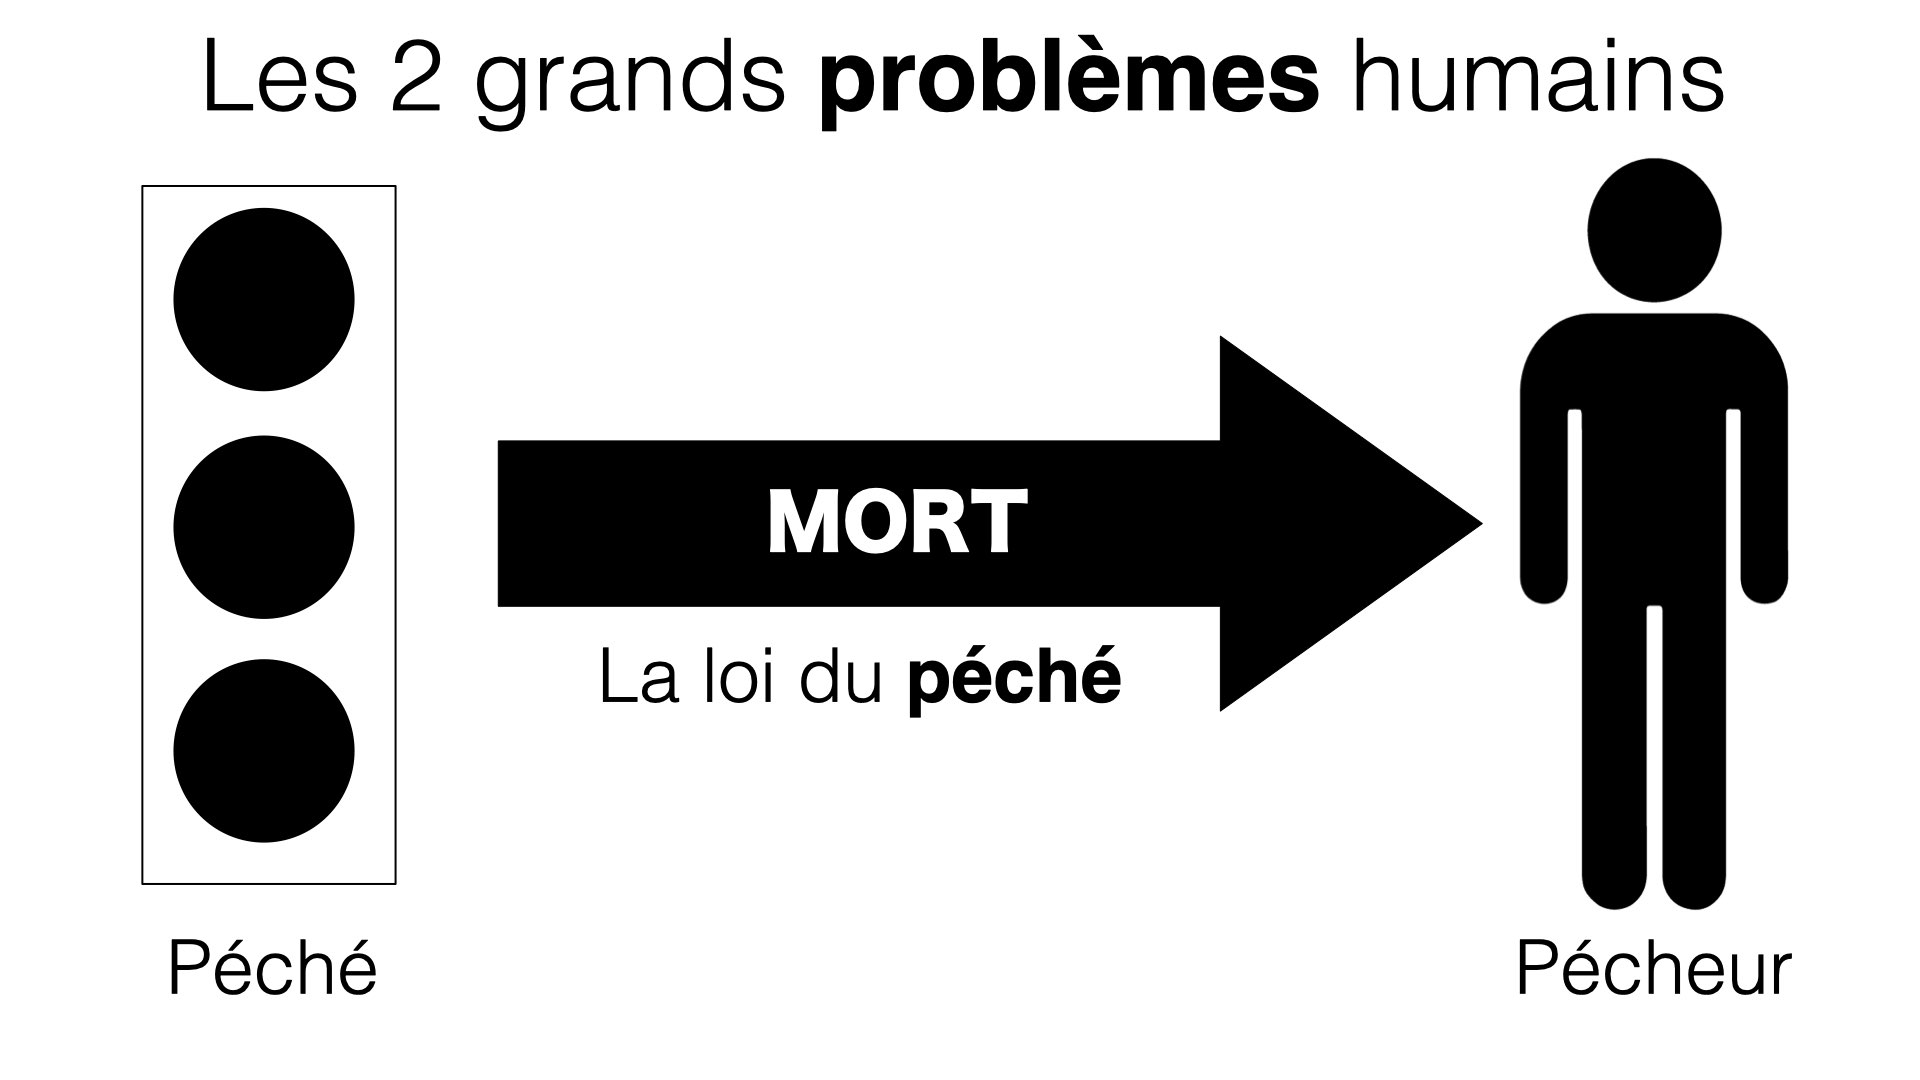 Les 2 grands problèmes humains
MORT
La loi du péché
Péché
Pécheur